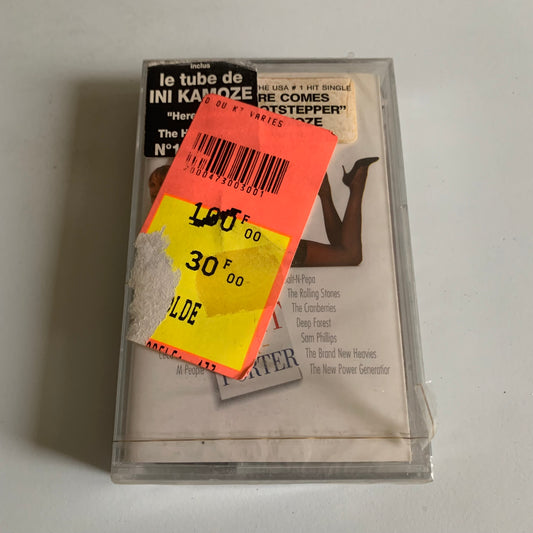 inclus
le tube de
INI KAMOZE
"Here
The H
N°1
THE USA # 1 HIT SINGLE
RE COMES
OTSTEPPER"
OZE
D OU KT VARIES
2000473003001
100 F 00
30 F 00
OLDE
alt-N-Pepa
The Rolling Stones
The Cranberries
Deep Forest
Sam Phillips
The Brand New Heavies
M People
The New Power Generation
PORTER